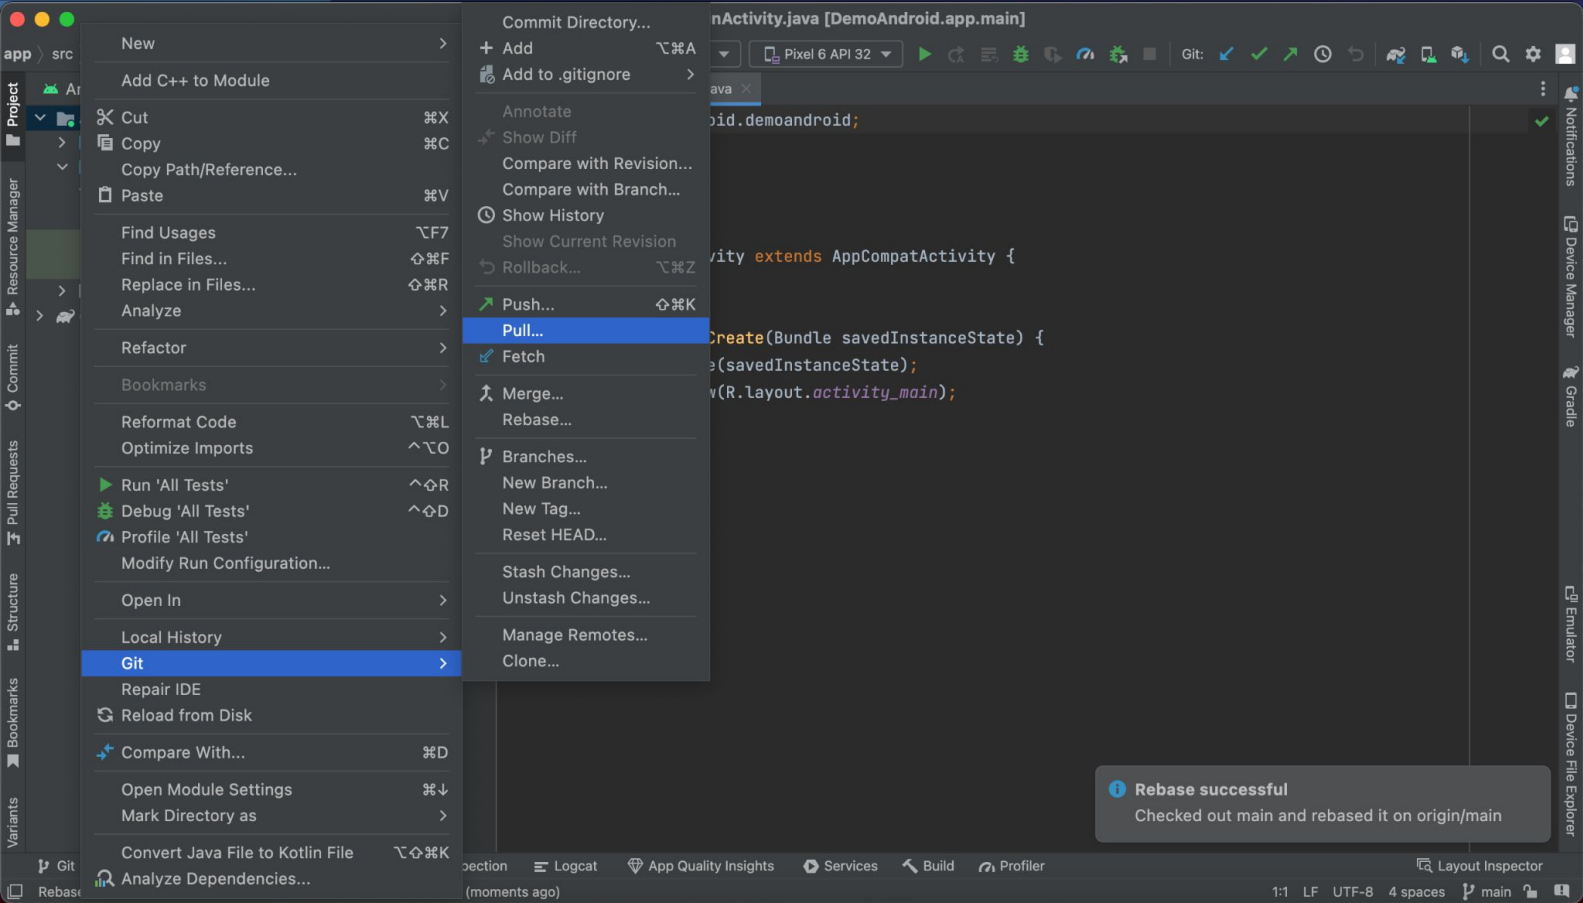 nActivity.java [DemoAndroid.app.main]
app
src
Pixel 6 API 32
Git:
ava
Project
Resource Manager
Commit
Pull Requests
Structure
Bookmarks
Variants
New
Add C++ to Module
Cut ⌘X
Copy ⌘C
Copy Path/Reference...
Paste ⌘V
Find Usages ⌥F7
Find in Files... ⇧⌘F
Replace in Files... ⇧⌘R
Analyze
Refactor
Bookmarks
Reformat Code ⌥⌘L
Optimize Imports ^⌥O
Run 'All Tests' ^⇧R
Debug 'All Tests' ^⇧D
Profile 'All Tests'
Modify Run Configuration...
Open In
Local History
Git
Repair IDE
Reload from Disk
Compare With... ⌘D
Open Module Settings ⌘↓
Mark Directory as
Convert Java File to Kotlin File ⌥⇧⌘K
Analyze Dependencies...
Commit Directory...
Add ⌥⌘A
Add to .gitignore
Annotate
Show Diff
Compare with Revision...
Compare with Branch...
Show History
Show Current Revision
Rollback... ⌥⌘Z
Push... ⇧⌘K
Pull...
Fetch
Merge...
Rebase...
Branches...
New Branch...
New Tag...
Reset HEAD...
Stash Changes...
Unstash Changes...
Manage Remotes...
Clone...
oid.demoandroid;
vity extends AppCompatActivity {
Create(Bundle savedInstanceState) {
e(savedInstanceState);
w(R.layout.activity_main);
Notifications
Device Manager
Gradle
Emulator
Device File Explorer
Rebase successful
Checked out main and rebased it on origin/main
Git
pection
Logcat
App Quality Insights
Services
Build
Profiler
Layout Inspector
Rebase
(moments ago)
1:1 LF UTF-8 4 spaces main